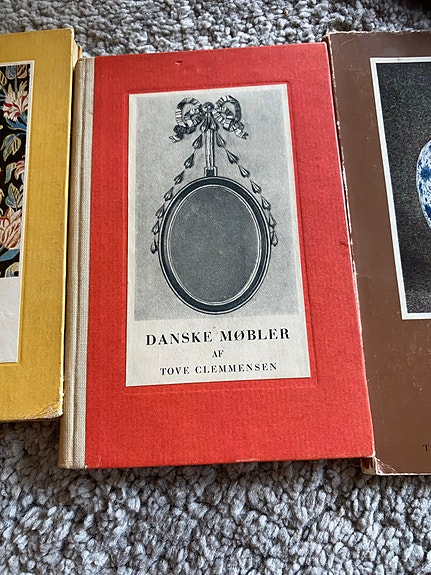 DANSKE MØBLER
AF
TOVE CLEMMENSEN
T